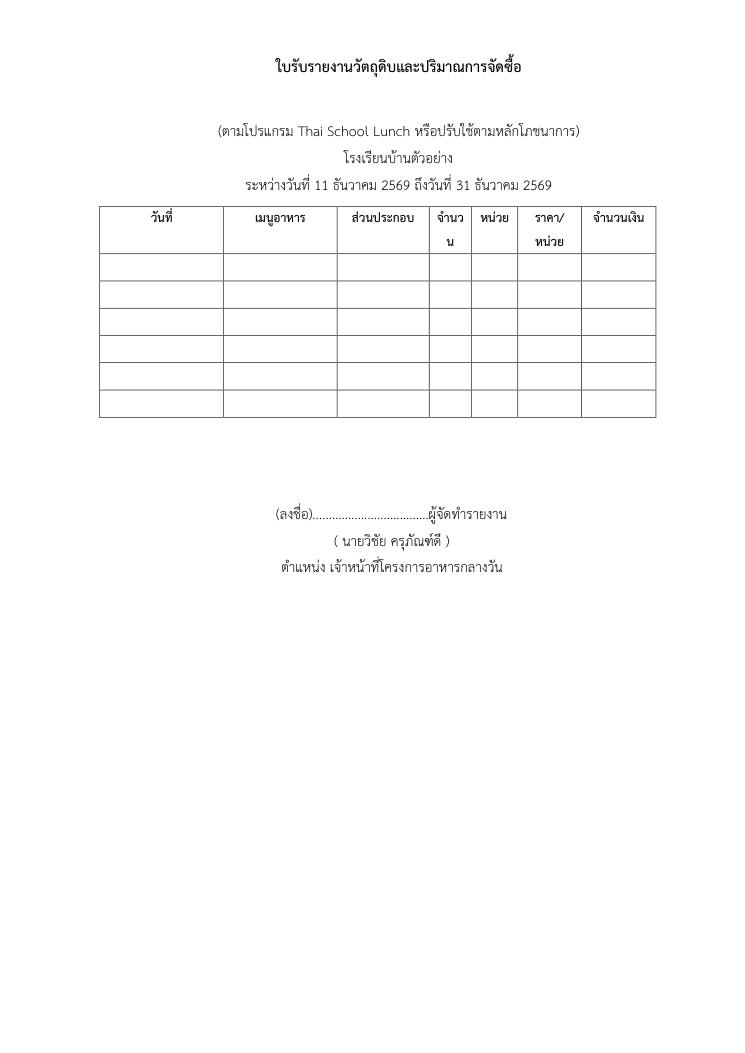 ใบรับรายงานวัตถุดิบและปริมาณการจัดซื้อ
(ตามโปรแกรม Thai School Lunch หรือปรับใช้ตามหลักโภชนาการ)
โรงเรียนบ้านตัวอย่าง
ระหว่างวันที่ 11 ธันวาคม 2569 ถึงวันที่ 31 ธันวาคม 2569
วันที่ เมนูอาหาร ส่วนประกอบ จำนว หน่วย ราคา/ จำนวนเงิน
น หน่วย
(ลงชื่อ)....................................ผู้จัดทำรายงาน
( นายวิชัย ครุภัณฑ์ดี )
ตำแหน่ง เจ้าหน้าที่โครงการอาหารกลางวัน